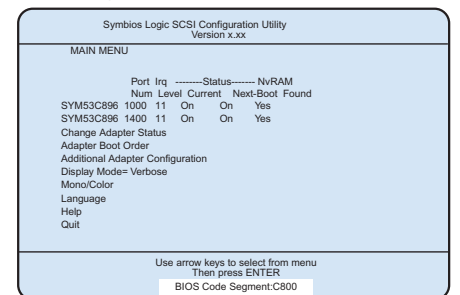 Symbios Logic SCSI Configuration Utility
Version x.xx
MAIN MENU
Port Irq --------Status------- NvRAM
Num Level Current Next-Boot Found
SYM53C896 1000 11 On On Yes
SYM53C896 1400 11 On On Yes
Change Adapter Status
Adapter Boot Order
Additional Adapter Configuration
Display Mode= Verbose
Mono/Color
Language
Help
Quit
Use arrow keys to select from menu
Then press ENTER
BIOS Code Segment:C800